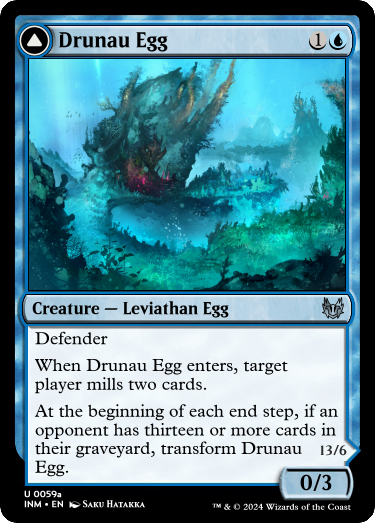 Drunau Egg 1
Creature — Leviathan Egg
Defender
When Drunau Egg enters, target
player mills two cards.
At the beginning of each end step, if an
opponent has thirteen or more cards in
their graveyard, transform Drunau
Egg.
13/6
0/3
U 0059a
INM • EN Saku Hatakka
™ & © 2024 Wizards of the Coast